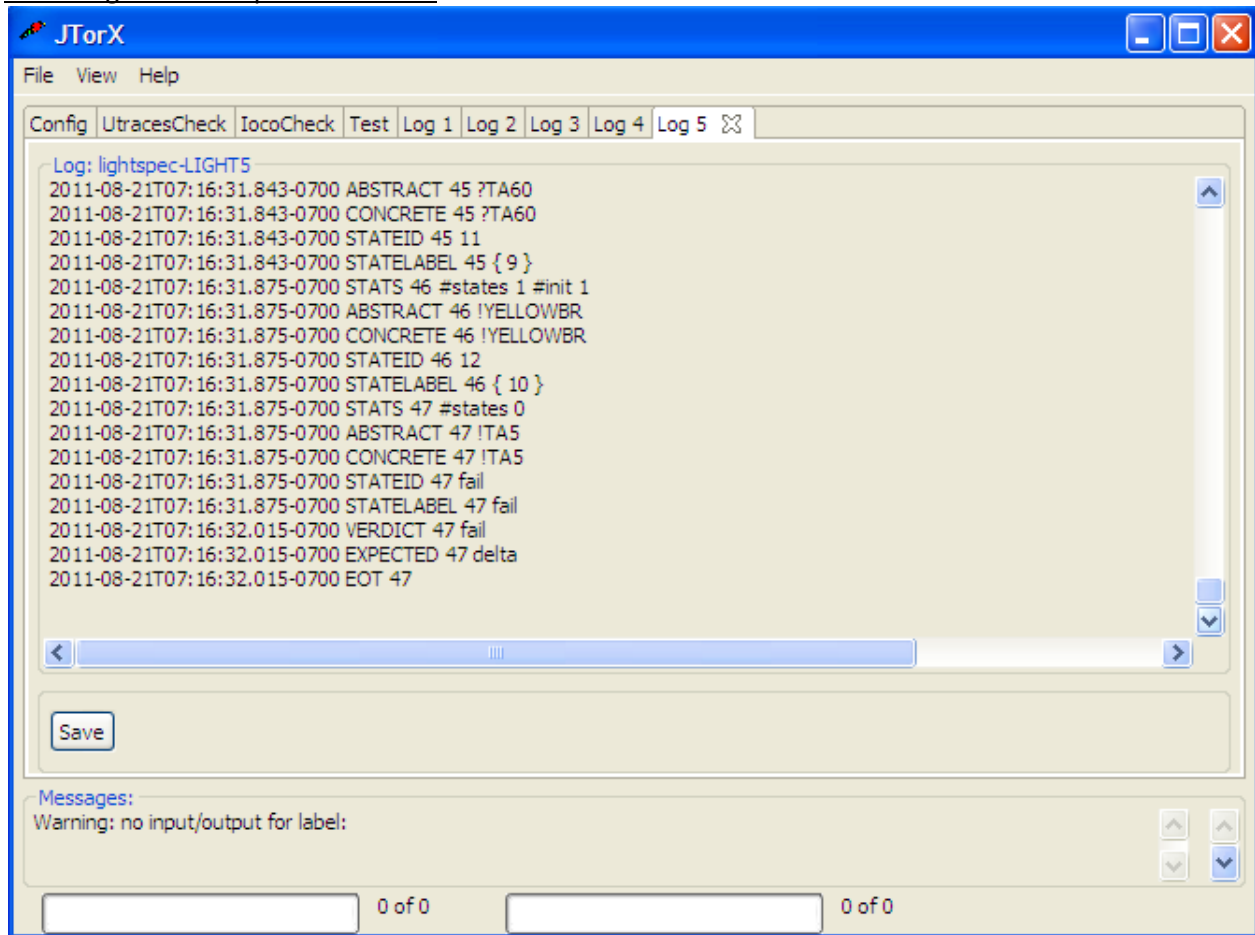 JTorX
File View Help
Config UtracesCheck IocoCheck Test Log 1 Log 2 Log 3 Log 4 Log 5
Log: lightspec-LIGHT5
2011-08-21T07:16:31.843-0700 ABSTRACT 45 ?TA60
2011-08-21T07:16:31.843-0700 CONCRETE 45 ?TA60
2011-08-21T07:16:31.843-0700 STATEID 45 11
2011-08-21T07:16:31.843-0700 STATELABEL 45 { 9 }
2011-08-21T07:16:31.875-0700 STATS 46 #states 1 #init 1
2011-08-21T07:16:31.875-0700 ABSTRACT 46 !YELLOWBR
2011-08-21T07:16:31.875-0700 CONCRETE 46 !YELLOWBR
2011-08-21T07:16:31.875-0700 STATEID 46 12
2011-08-21T07:16:31.875-0700 STATELABEL 46 { 10 }
2011-08-21T07:16:31.875-0700 STATS 47 #states 0
2011-08-21T07:16:31.875-0700 ABSTRACT 47 !TA5
2011-08-21T07:16:31.875-0700 CONCRETE 47 !TA5
2011-08-21T07:16:31.875-0700 STATEID 47 fail
2011-08-21T07:16:31.875-0700 STATELABEL 47 fail
2011-08-21T07:16:32.015-0700 VERDICT 47 fail
2011-08-21T07:16:32.015-0700 EXPECTED 47 delta
2011-08-21T07:16:32.015-0700 EOT 47
Save
Messages:
Warning: no input/output for label:
0 of 0 0 of 0